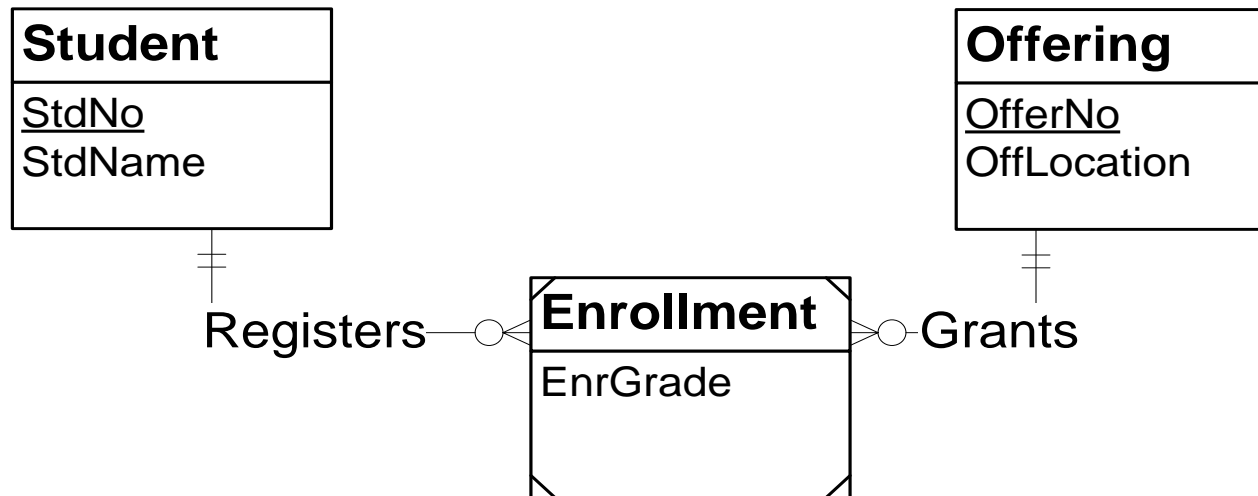 Student
StdNo
StdName
Offering
OfferNo
OffLocation
Registers
Enrollment
EnrGrade
Grants